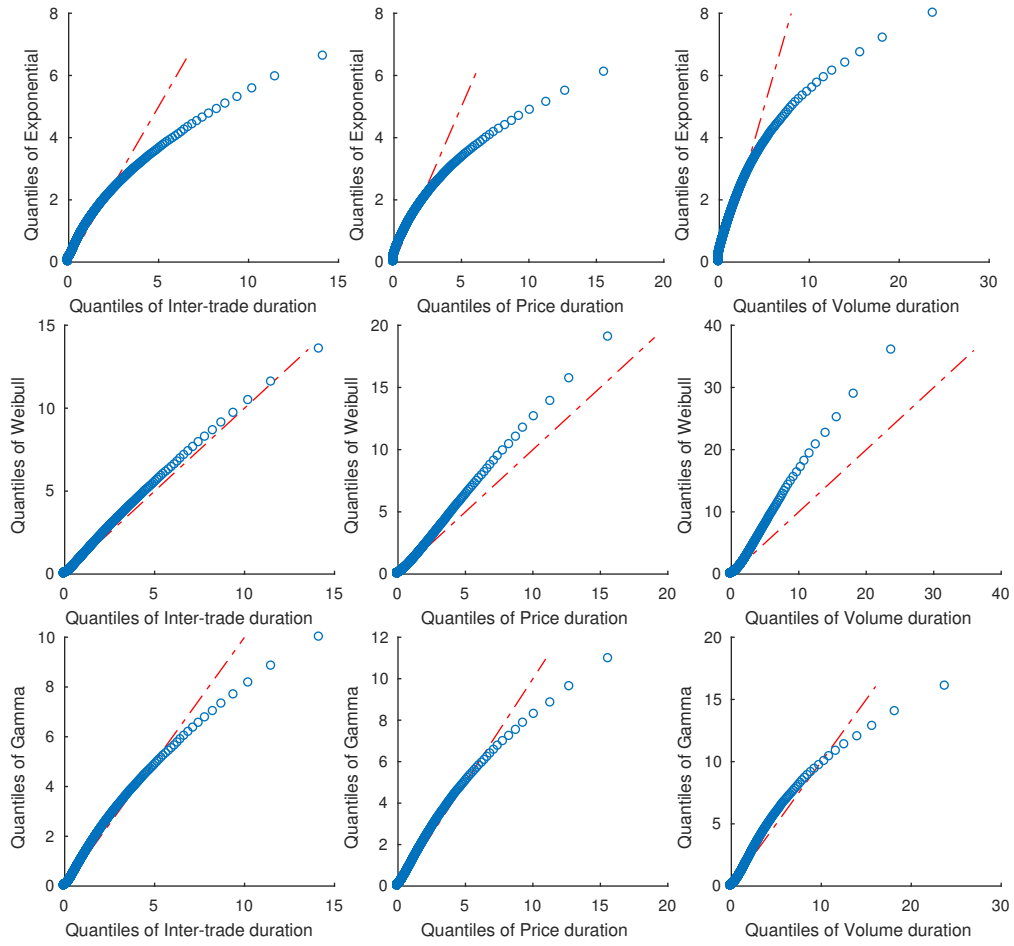 8
6
4
2
0
Quantiles of Exponential
0 5 10 15
Quantiles of Inter-trade duration
8
6
4
2
0
Quantiles of Exponential
0 5 10 15 20
Quantiles of Price duration
8
6
4
2
0
Quantiles of Exponential
0 10 20 30
Quantiles of Volume duration
15
10
5
0
Quantiles of Weibull
0 5 10 15
Quantiles of Inter-trade duration
20
15
10
5
0
Quantiles of Weibull
0 5 10 15 20
Quantiles of Price duration
40
30
20
10
0
Quantiles of Weibull
0 10 20 30 40
Quantiles of Volume duration
10
8
6
4
2
0
Quantiles of Gamma
0 5 10 15
Quantiles of Inter-trade duration
12
10
8
6
4
2
0
Quantiles of Gamma
0 5 10 15 20
Quantiles of Price duration
20
15
10
5
0
Quantiles of Gamma
0 10 20 30
Quantiles of Volume duration